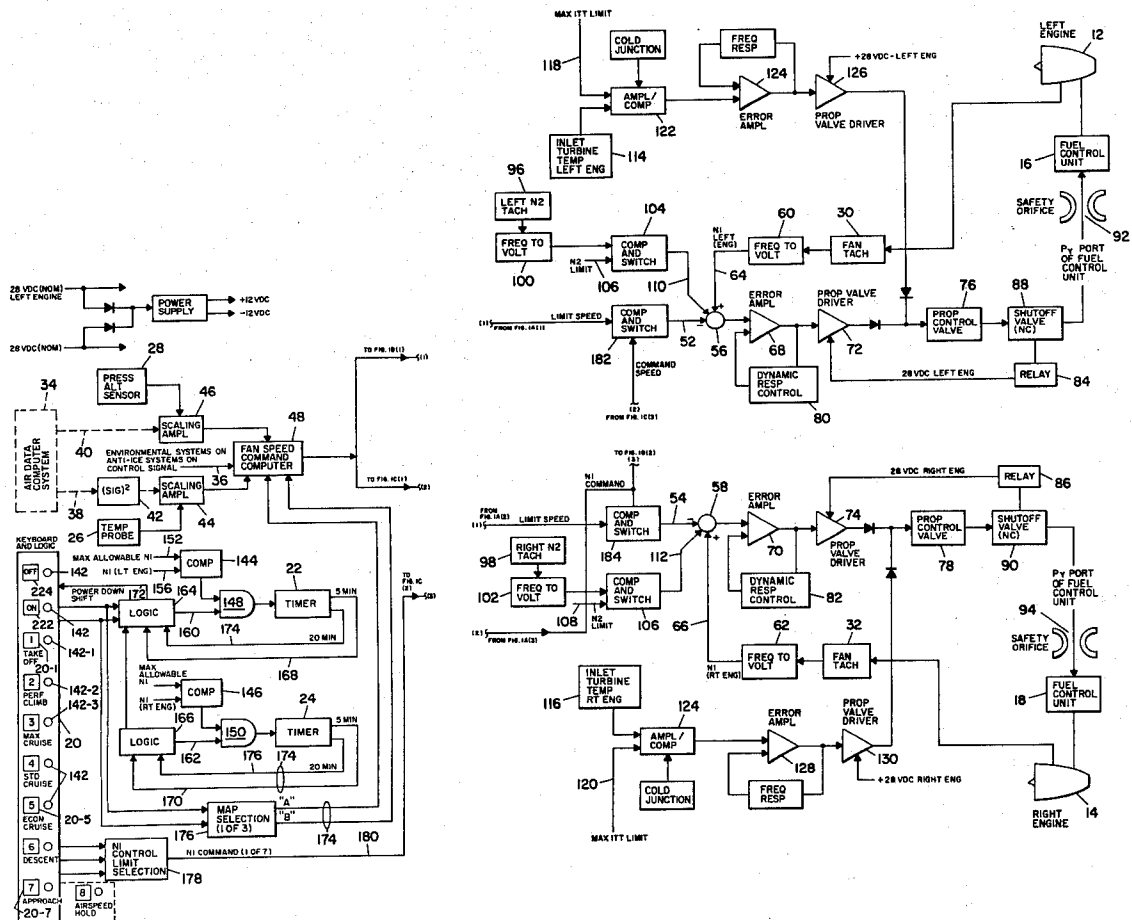 28 VDC(NOM)
LEFT ENGINE
POWER
SUPPLY
+12 VDC
-12VDC
28 VDC(NOM)
28
PRESS
ALT
SENSOR
34
AIR DATA
COMPUTER
SYSTEM
46
SCALING
AMPL
40
48
FAN SPEED
COMMAND
COMPUTER
TO FIG. 1B(1)
(1)
TO FIG. 1C(1)
(2)
ENVIRONMENTAL SYSTEMS ON
ANTI-ICE SYSTEMS ON
CONTROL SIGNAL
36
38
(SIG)2
42
SCALING
AMPL
44
26
TEMP
PROBE
KEYBOARD
AND LOGIC
152
MAX ALLOWABLE N1
N1 (LT ENG)
156
COMP
144
OFF
142
224
POWER DOWN
SHIFT
172
164
LOGIC
160
148
22
TIMER
5 MIN
174
20 MIN
168
ON
222
142
1
TAKE
OFF
20-1
142-1
2
PERF
CLIMB
142-2
142-3
3
MAX
CRUISE
20
MAX
ALLOWABLE
N1
N1
(RT ENG)
COMP
146
166
LOGIC
162
150
24
TIMER
5 MIN
176
174
20 MIN
170
4
STD
CRUISE
142
5
ECON
CRUISE
20-5
MAP
SELECTION
(1 OF 3)
176
"A"
"B"
174
180
6
DESCENT
N1
CONTROL
LIMIT
SELECTION
178
N1 COMMAND (1 OF 7)
TO
FIG. 1C
(2)
(3)
7
APPROACH
20-7
8
AIRSPEED
HOLD
MAX ITT LIMIT
118
COLD
JUNCTION
AMPL/
COMP
122
INLET
TURBINE
TEMP
LEFT ENG
114
FREQ
RESP
124
ERROR
AMPL
126
+28 VDC-LEFT ENG
PROP
VALVE DRIVER
LEFT
ENGINE
12
16
FUEL
CONTROL
UNIT
SAFETY
ORIFICE
92
PY PORT
OF FUEL
CONTROL
UNIT
96
LEFT N2
TACH
FREQ TO
VOLT
100
104
COMP
AND
SWITCH
N2
LIMIT
106
110
N1
LEFT
(ENG)
64
60
FREQ TO
VOLT
30
FAN
TACH
(1)
FROM FIG. 1A(1)
LIMIT SPEED
COMP
AND
SWITCH
182
52
-
+
56
ERROR
AMPL
68
PROP VALVE
DRIVER
72
76
PROP
CONTROL
VALVE
88
SHUTOFF
VALVE
(NC)
RELAY
84
28 VDC LEFT ENG
DYNAMIC
RESP
CONTROL
80
COMMAND
SPEED
(2)
FROM FIG. 1C(3)
TO FIG. 1B(2)
(3)
N1
COMMAND
FROM
FIG. 1A(2)
(1)
LIMIT SPEED
COMP
AND
SWITCH
184
54
-
+
58
112
ERROR
AMPL
70
74
PROP VALVE
DRIVER
28 VDC RIGHT ENG
RELAY
86
PROP
CONTROL
VALVE
78
SHUTOFF
VALVE
(NC)
90
PY PORT
OF FUEL
CONTROL
UNIT
98
RIGHT N2
TACH
FREQ TO
VOLT
102
108
N2
LIMIT
COMP
AND
SWITCH
106
DYNAMIC
RESP
CONTROL
82
(2)
FROM FIG. 1A(3)
66
62
FREQ TO
VOLT
32
FAN
TACH
N1
(RT ENG)
94
SAFETY
ORIFICE
18
FUEL
CONTROL
UNIT
INLET
TURBINE
TEMP
RT ENG
116
124
AMPL/
COMP
COLD
JUNCTION
120
MAX ITT LIMIT
ERROR
AMPL
128
FREQ
RESP
PROP
VALVE
DRIVER
130
+28 VDC RIGHT ENG
14
RIGHT
ENGINE